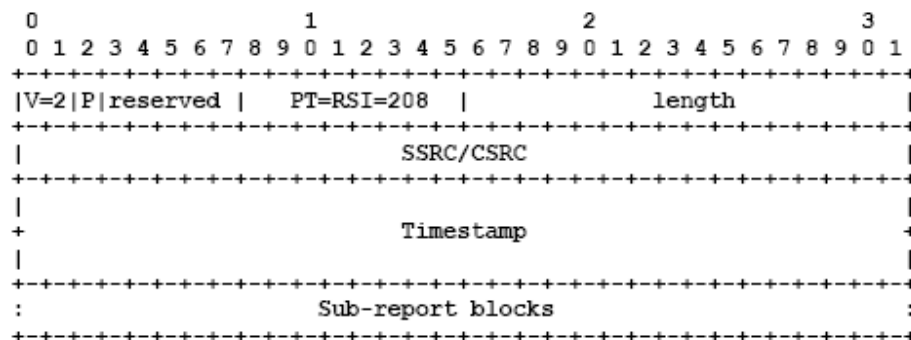 0                   1                   2                   3
0 1 2 3 4 5 6 7 8 9 0 1 2 3 4 5 6 7 8 9 0 1 2 3 4 5 6 7 8 9 0 1
+-+-+-+-+-+-+-+-+-+-+-+-+-+-+-+-+-+-+-+-+-+-+-+-+-+-+-+-+-+-+-+-+
|V=2|P|reserved |   PT=RSI=208  |             length            |
+-+-+-+-+-+-+-+-+-+-+-+-+-+-+-+-+-+-+-+-+-+-+-+-+-+-+-+-+-+-+-+-+
|                           SSRC/CSRC                           |
+-+-+-+-+-+-+-+-+-+-+-+-+-+-+-+-+-+-+-+-+-+-+-+-+-+-+-+-+-+-+-+-+
|                                                               |
+                           Timestamp                           +
|                                                               |
+-+-+-+-+-+-+-+-+-+-+-+-+-+-+-+-+-+-+-+-+-+-+-+-+-+-+-+-+-+-+-+-+
:                     Sub-report blocks                         :
+-+-+-+-+-+-+-+-+-+-+-+-+-+-+-+-+-+-+-+-+-+-+-+-+-+-+-+-+-+-+-+-+